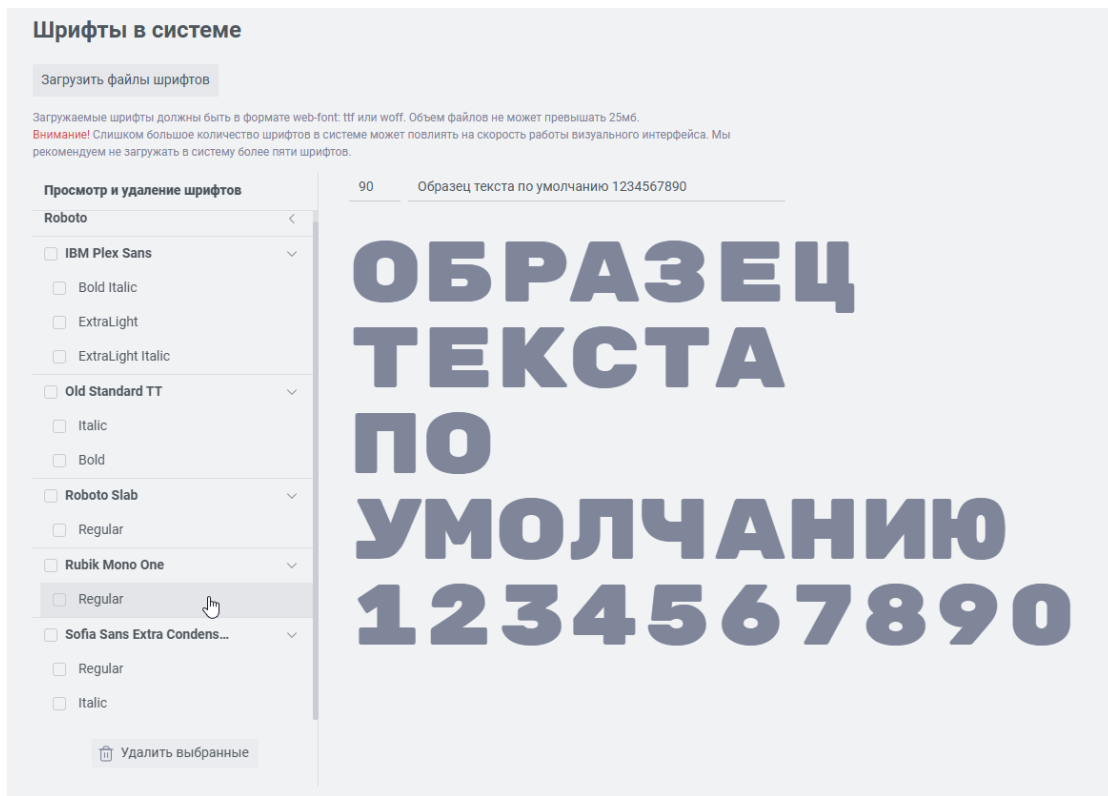 Шрифты в системе
Загрузить файлы шрифтов
Загружаемые шрифты должны быть в формате web-font: ttf или woff. Объем файлов не может превышать 25мб.
Внимание! Слишком большое количество шрифтов в системе может повлиять на скорость работы визуального интерфейса. Мы
рекомендуем не загружать в систему более пяти шрифтов.
Просмотр и удаление шрифтов
Roboto
IBM Plex Sans
Bold Italic
ExtraLight
ExtraLight Italic
Old Standard TT
Italic
Bold
Roboto Slab
Regular
Rubik Mono One
Regular
Sofia Sans Extra Condens...
Regular
Italic
Удалить выбранные
90 Образец текста по умолчанию 1234567890
ОБРАЗЕЦ
ТЕКСТА
ПО
УМОЛЧАНИЮ
1234567890